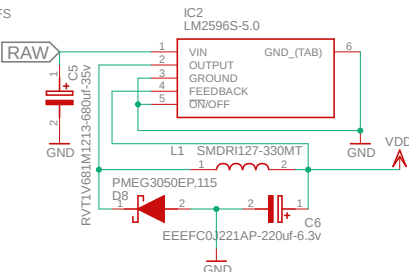 FS
IC2
LM2596S-5.0
RAW
1 VIN GND_(TAB) 6
2 OUTPUT
3 GROUND
4 FEEDBACK
5 ON/OFF
1
+
C5
2
RVT1V681M1213-680uf-35v
GND
GND
VDD
L1 SMDRI127-330MT
1 2
PMEG3050EP,115
D8
1 2
2 1
+
C6
EEEFC0J221AP-220uf-6.3v
GND